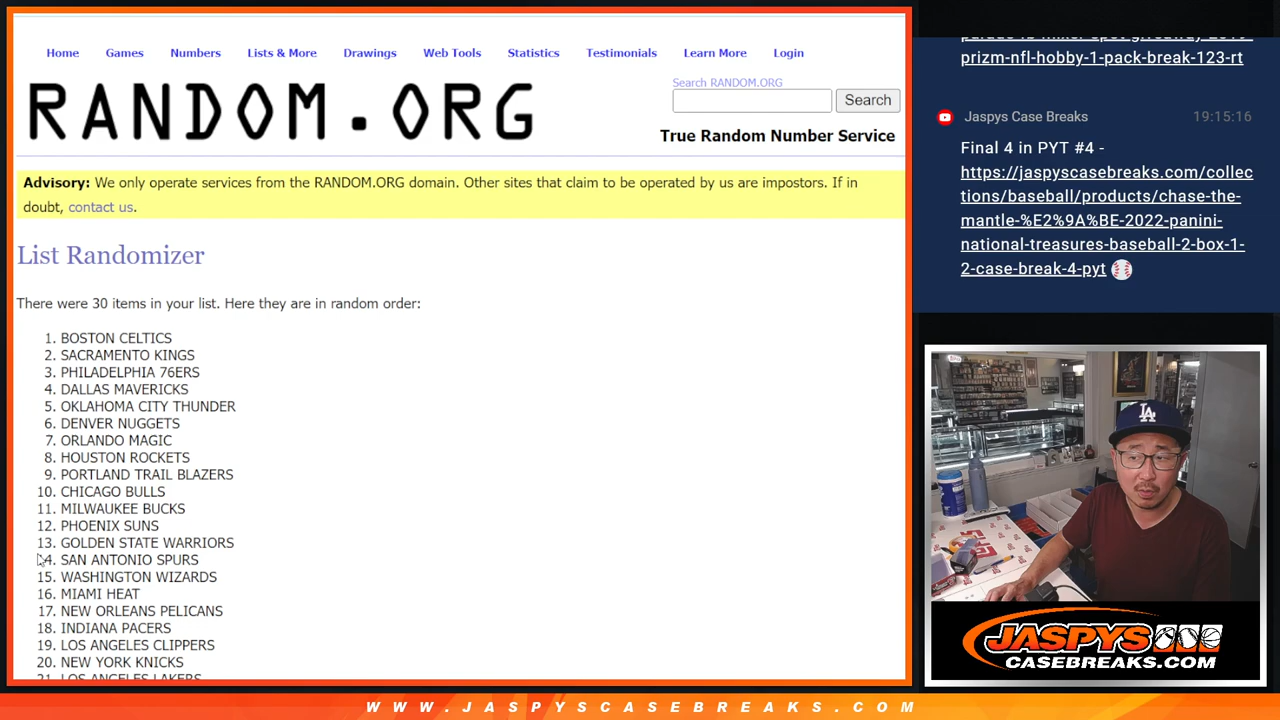 Home Games Numbers Lists & More Drawings Web Tools Statistics Testimonials Learn More Login
RANDOM.ORG
Search RANDOM.ORG
Search
True Random Number Service
Advisory: We only operate services from the RANDOM.ORG domain. Other sites that claim to be operated by us are impostors. If in
doubt, contact us.
List Randomizer
There were 30 items in your list. Here they are in random order:
1. BOSTON CELTICS
2. SACRAMENTO KINGS
3. PHILADELPHIA 76ERS
4. DALLAS MAVERICKS
5. OKLAHOMA CITY THUNDER
6. DENVER NUGGETS
7. ORLANDO MAGIC
8. HOUSTON ROCKETS
9. PORTLAND TRAIL BLAZERS
10. CHICAGO BULLS
11. MILWAUKEE BUCKS
12. PHOENIX SUNS
13. GOLDEN STATE WARRIORS
14. SAN ANTONIO SPURS
15. WASHINGTON WIZARDS
16. MIAMI HEAT
17. NEW ORLEANS PELICANS
18. INDIANA PACERS
19. LOS ANGELES CLIPPERS
20. NEW YORK KNICKS
21. LOS ANGELES LAKERS
prizm-nfl-hobby-1-pack-break-123-rt
Jaspys Case Breaks 19:15:16
Final 4 in PYT #4 -
https://jaspyscasebreaks.com/collec
tions/baseball/products/chase-the-
mantle-%E2%9A%BE-2022-panini-
national-treasures-baseball-2-box-1-
2-case-break-4-pyt ⚾
LA
JASPYS
CASEBREAKS.COM
WWW.JASPYSCASEBREAKS.COM